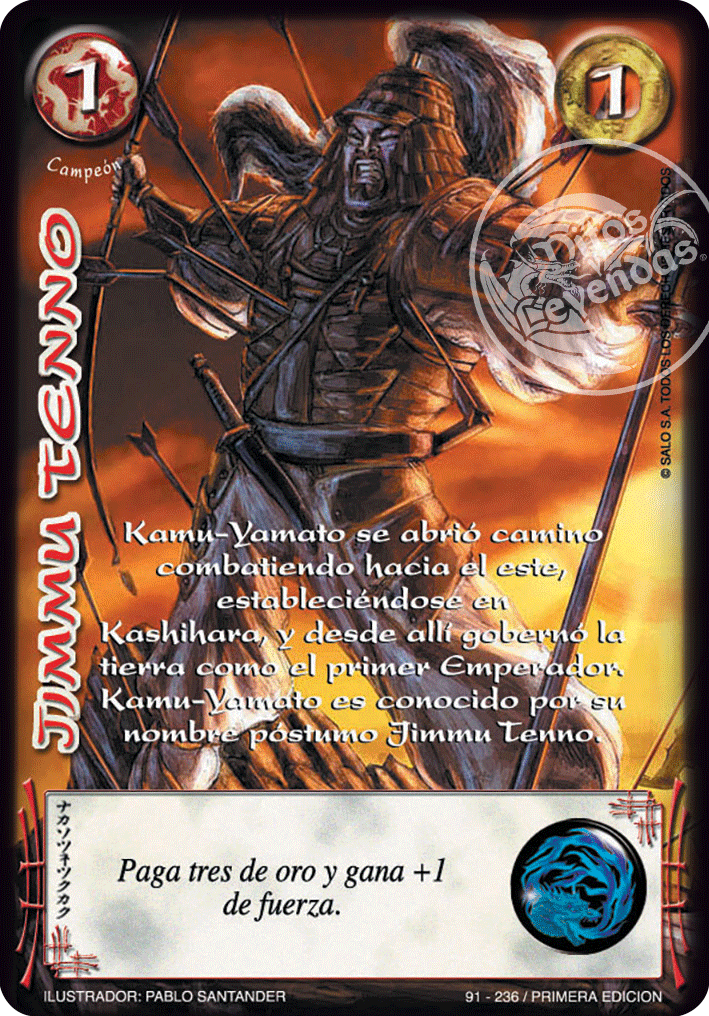 1
1
Campeón
JIMMU TENNO
Mitos
Leyendas®
© SALO S.A. TODOS LOS DERECHOS RESERVADOS
Kamu-Yamato se abrió camino
combatiendo hacia el este,
estableciéndose en
Kashihara, y desde allí gobernó la
tierra como el primer Emperador.
Kamu-Yamato es conocido por su
nombre póstumo Jimmu Tenno.
ナカソツネツクカク
Paga tres de oro y gana +1
de fuerza.
ILUSTRADOR: PABLO SANTANDER
91 - 236 / PRIMERA EDICION